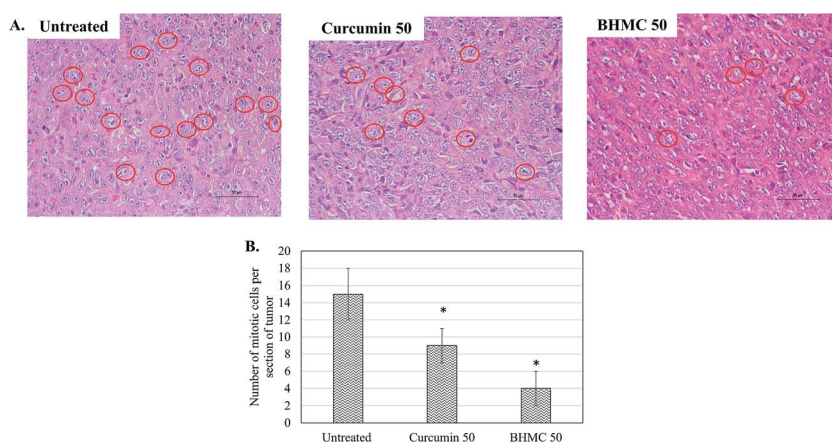 A.
Untreated
Curcumin 50
BHMC 50
B.
Number of mitotic cells per
section of tumor
20
18
16
14
12
10
8
6
4
2
0
*
*
Untreated
Curcumin 50
BHMC 50